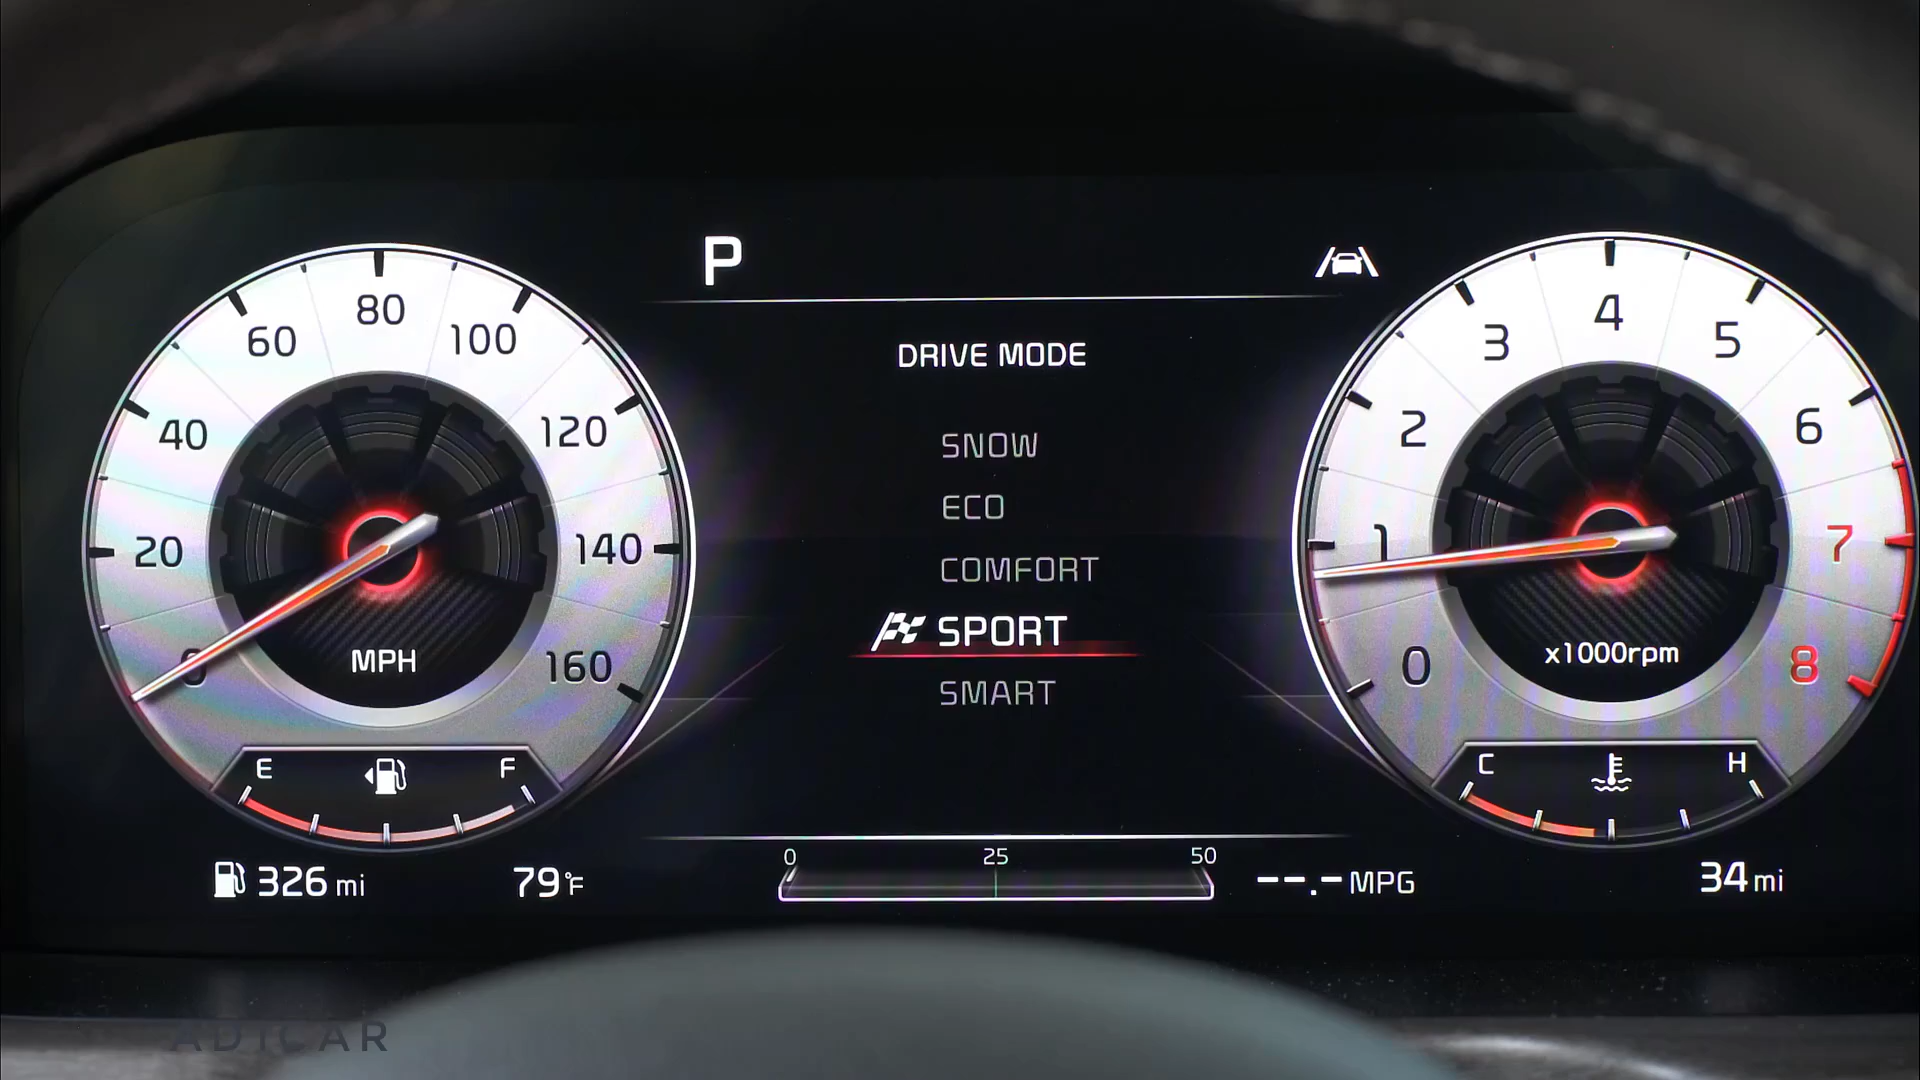 P
DRIVE MODE
SNOW
ECO
COMFORT
SPORT
SMART
0
20
40
60
80
100
120
140
160
MPH
E F
326 mi
79°F
0 25 50
--.- MPG
0
1
2
3
4
5
6
7
8
x1000rpm
C H
34 mi
ADICAR